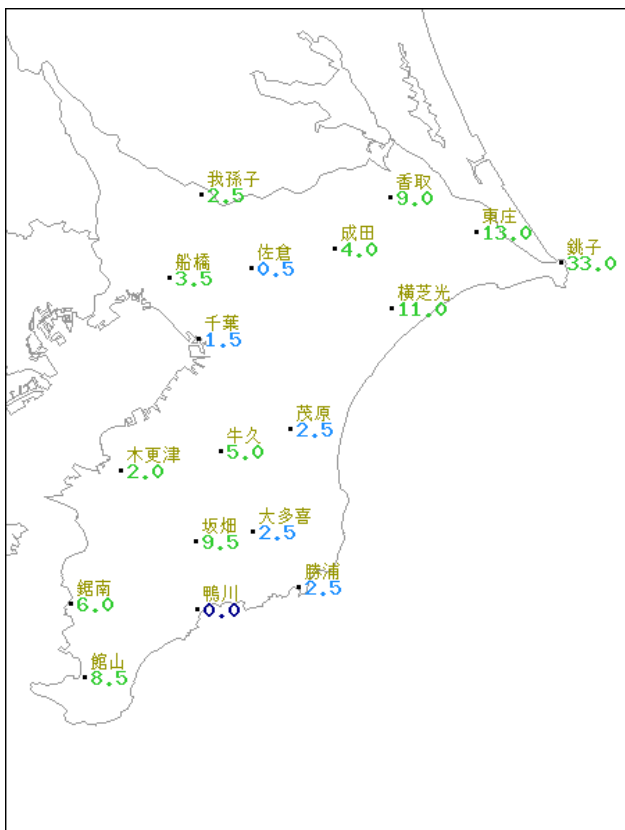 我孫子
2.5
香取
9.0
東庄
13.0
成田
4.0
佐倉
0.5
船橋
3.5
銚子
33.0
横芝光
11.0
千葉
1.5
茂原
2.5
牛久
5.0
木更津
2.0
坂畑
9.5
大多喜
2.5
勝浦
2.5
鋸南
6.0
鴨川
0.0
館山
8.5